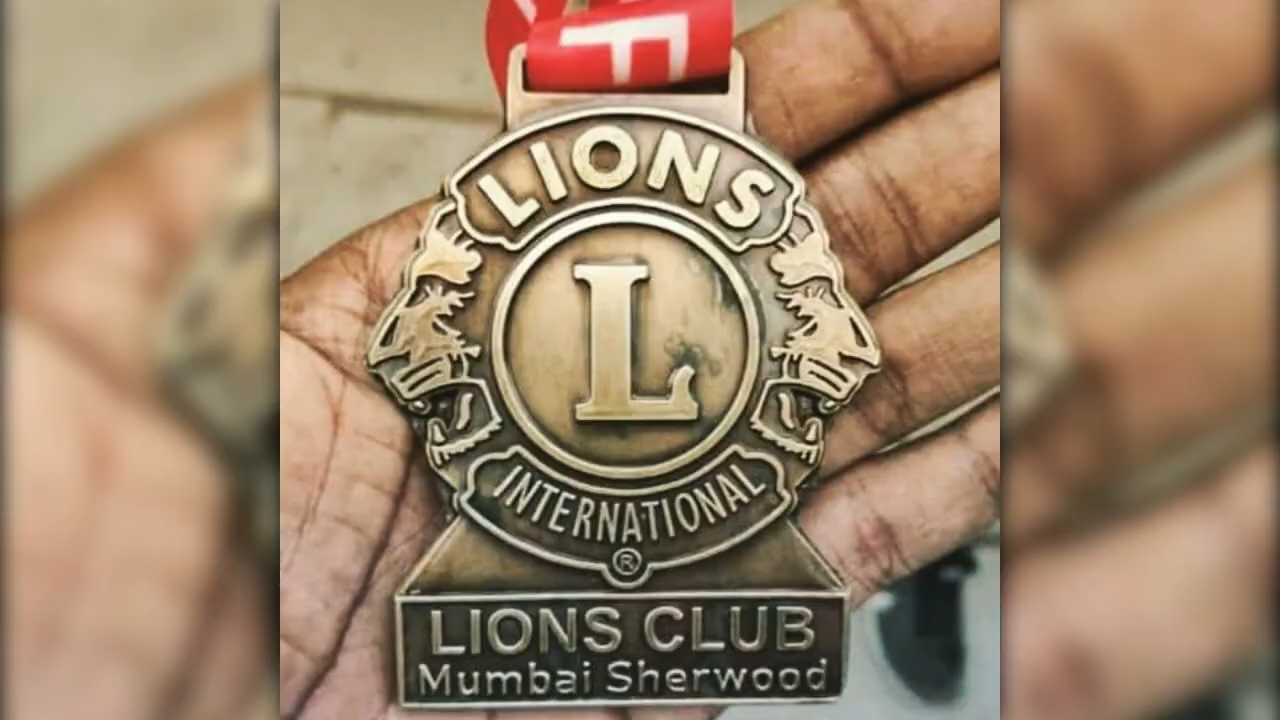 LIONS
L
INTERNATIONAL
®
LIONS CLUB
Mumbai Sherwood